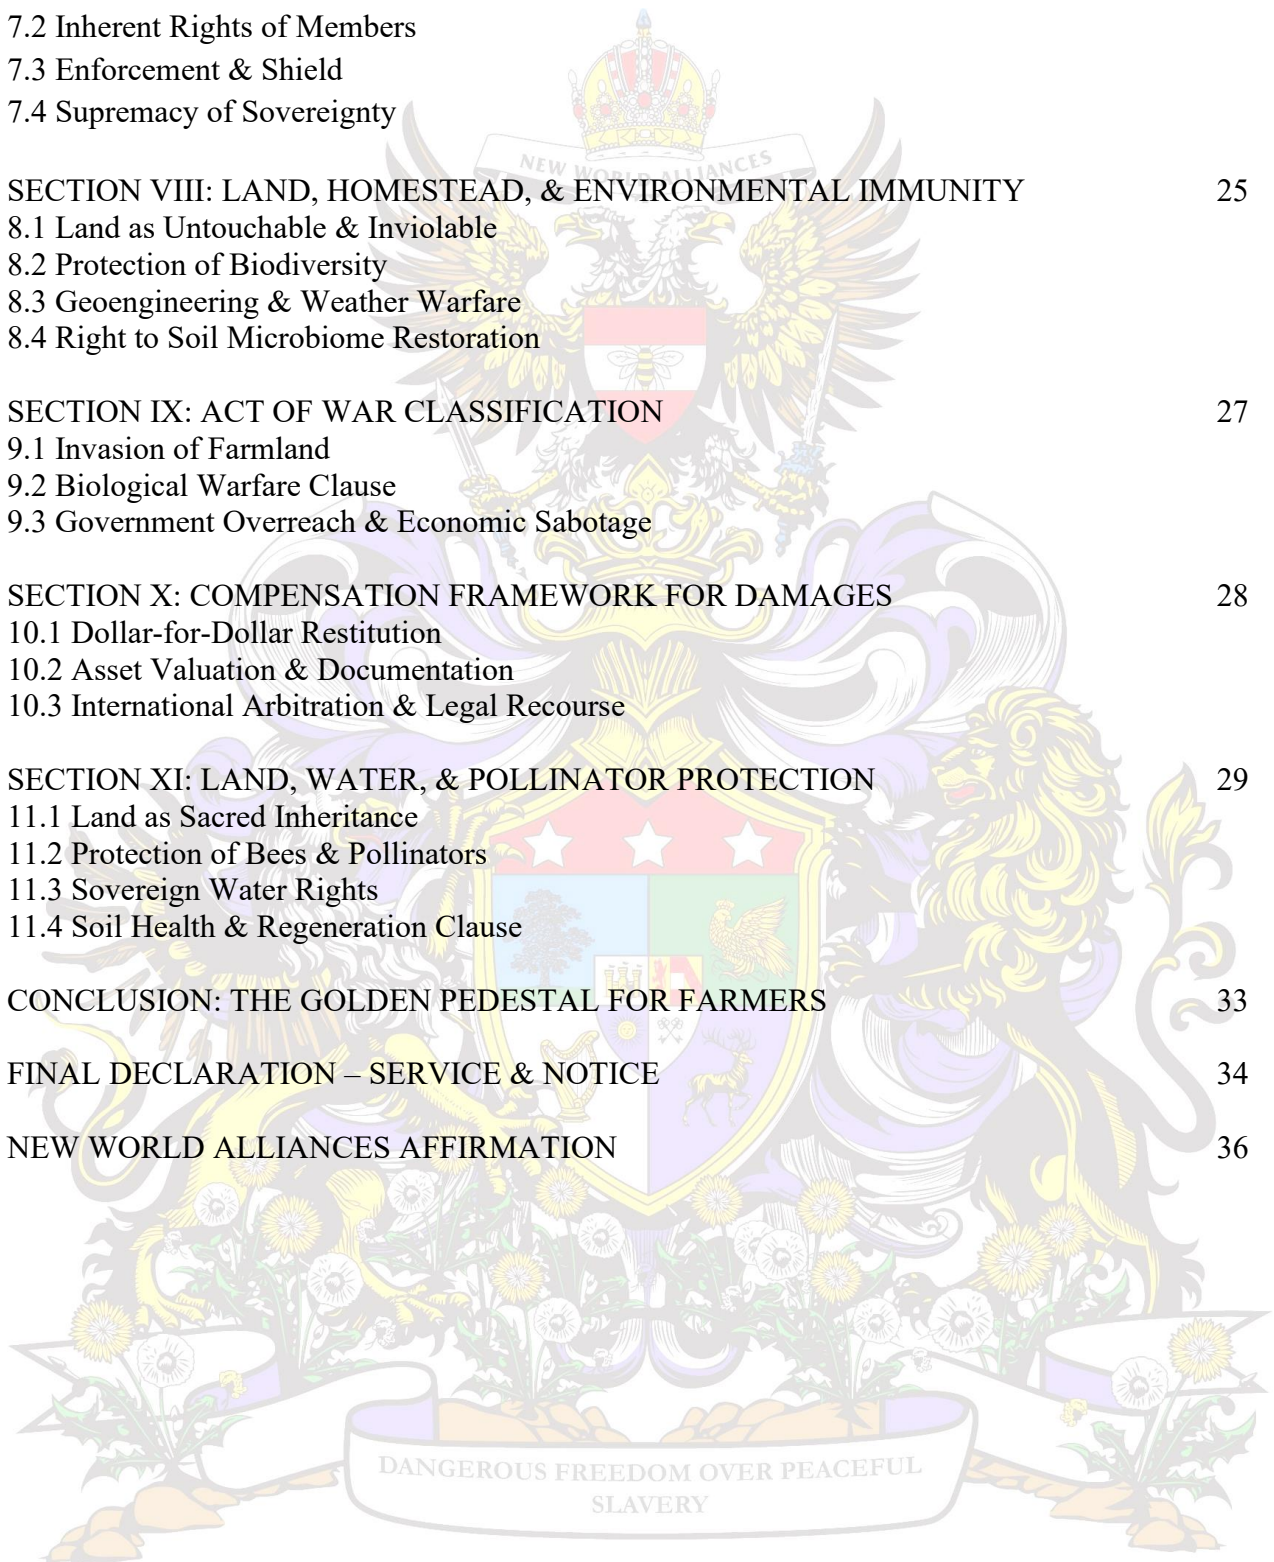 7.2 Inherent Rights of Members
7.3 Enforcement & Shield
7.4 Supremacy of Sovereignty
NEW WORLD ALLIANCES
SECTION VIII: LAND, HOMESTEAD, & ENVIRONMENTAL IMMUNITY 25
8.1 Land as Untouchable & Inviolable
8.2 Protection of Biodiversity
8.3 Geoengineering & Weather Warfare
8.4 Right to Soil Microbiome Restoration
SECTION IX: ACT OF WAR CLASSIFICATION 27
9.1 Invasion of Farmland
9.2 Biological Warfare Clause
9.3 Government Overreach & Economic Sabotage
SECTION X: COMPENSATION FRAMEWORK FOR DAMAGES 28
10.1 Dollar-for-Dollar Restitution
10.2 Asset Valuation & Documentation
10.3 International Arbitration & Legal Recourse
SECTION XI: LAND, WATER, & POLLINATOR PROTECTION 29
11.1 Land as Sacred Inheritance
11.2 Protection of Bees & Pollinators
11.3 Sovereign Water Rights
11.4 Soil Health & Regeneration Clause
CONCLUSION: THE GOLDEN PEDESTAL FOR FARMERS 33
FINAL DECLARATION – SERVICE & NOTICE 34
NEW WORLD ALLIANCES AFFIRMATION 36
DANGEROUS FREEDOM OVER PEACEFUL
SLAVERY